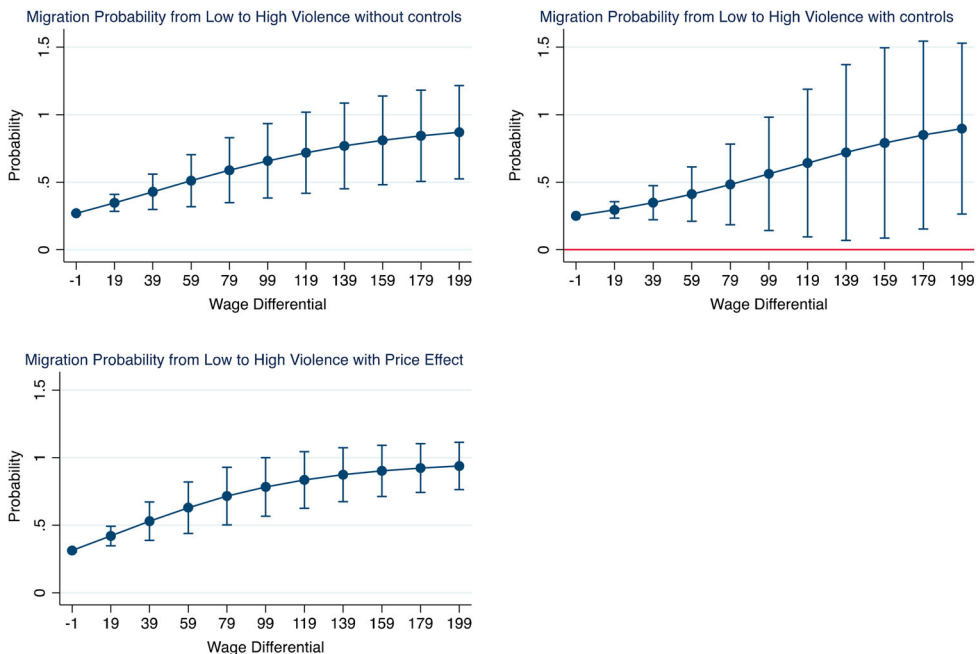 Migration Probability from Low to High Violence without controls
Probability
1.5
1
.5
0
-1 19 39 59 79 99 119 139 159 179 199
Wage Differential
Migration Probability from Low to High Violence with controls
Probability
1.5
1
.5
0
-1 19 39 59 79 99 119 139 159 179 199
Wage Differential
Migration Probability from Low to High Violence with Price Effect
Probability
1.5
1
.5
0
-1 19 39 59 79 99 119 139 159 179 199
Wage Differential